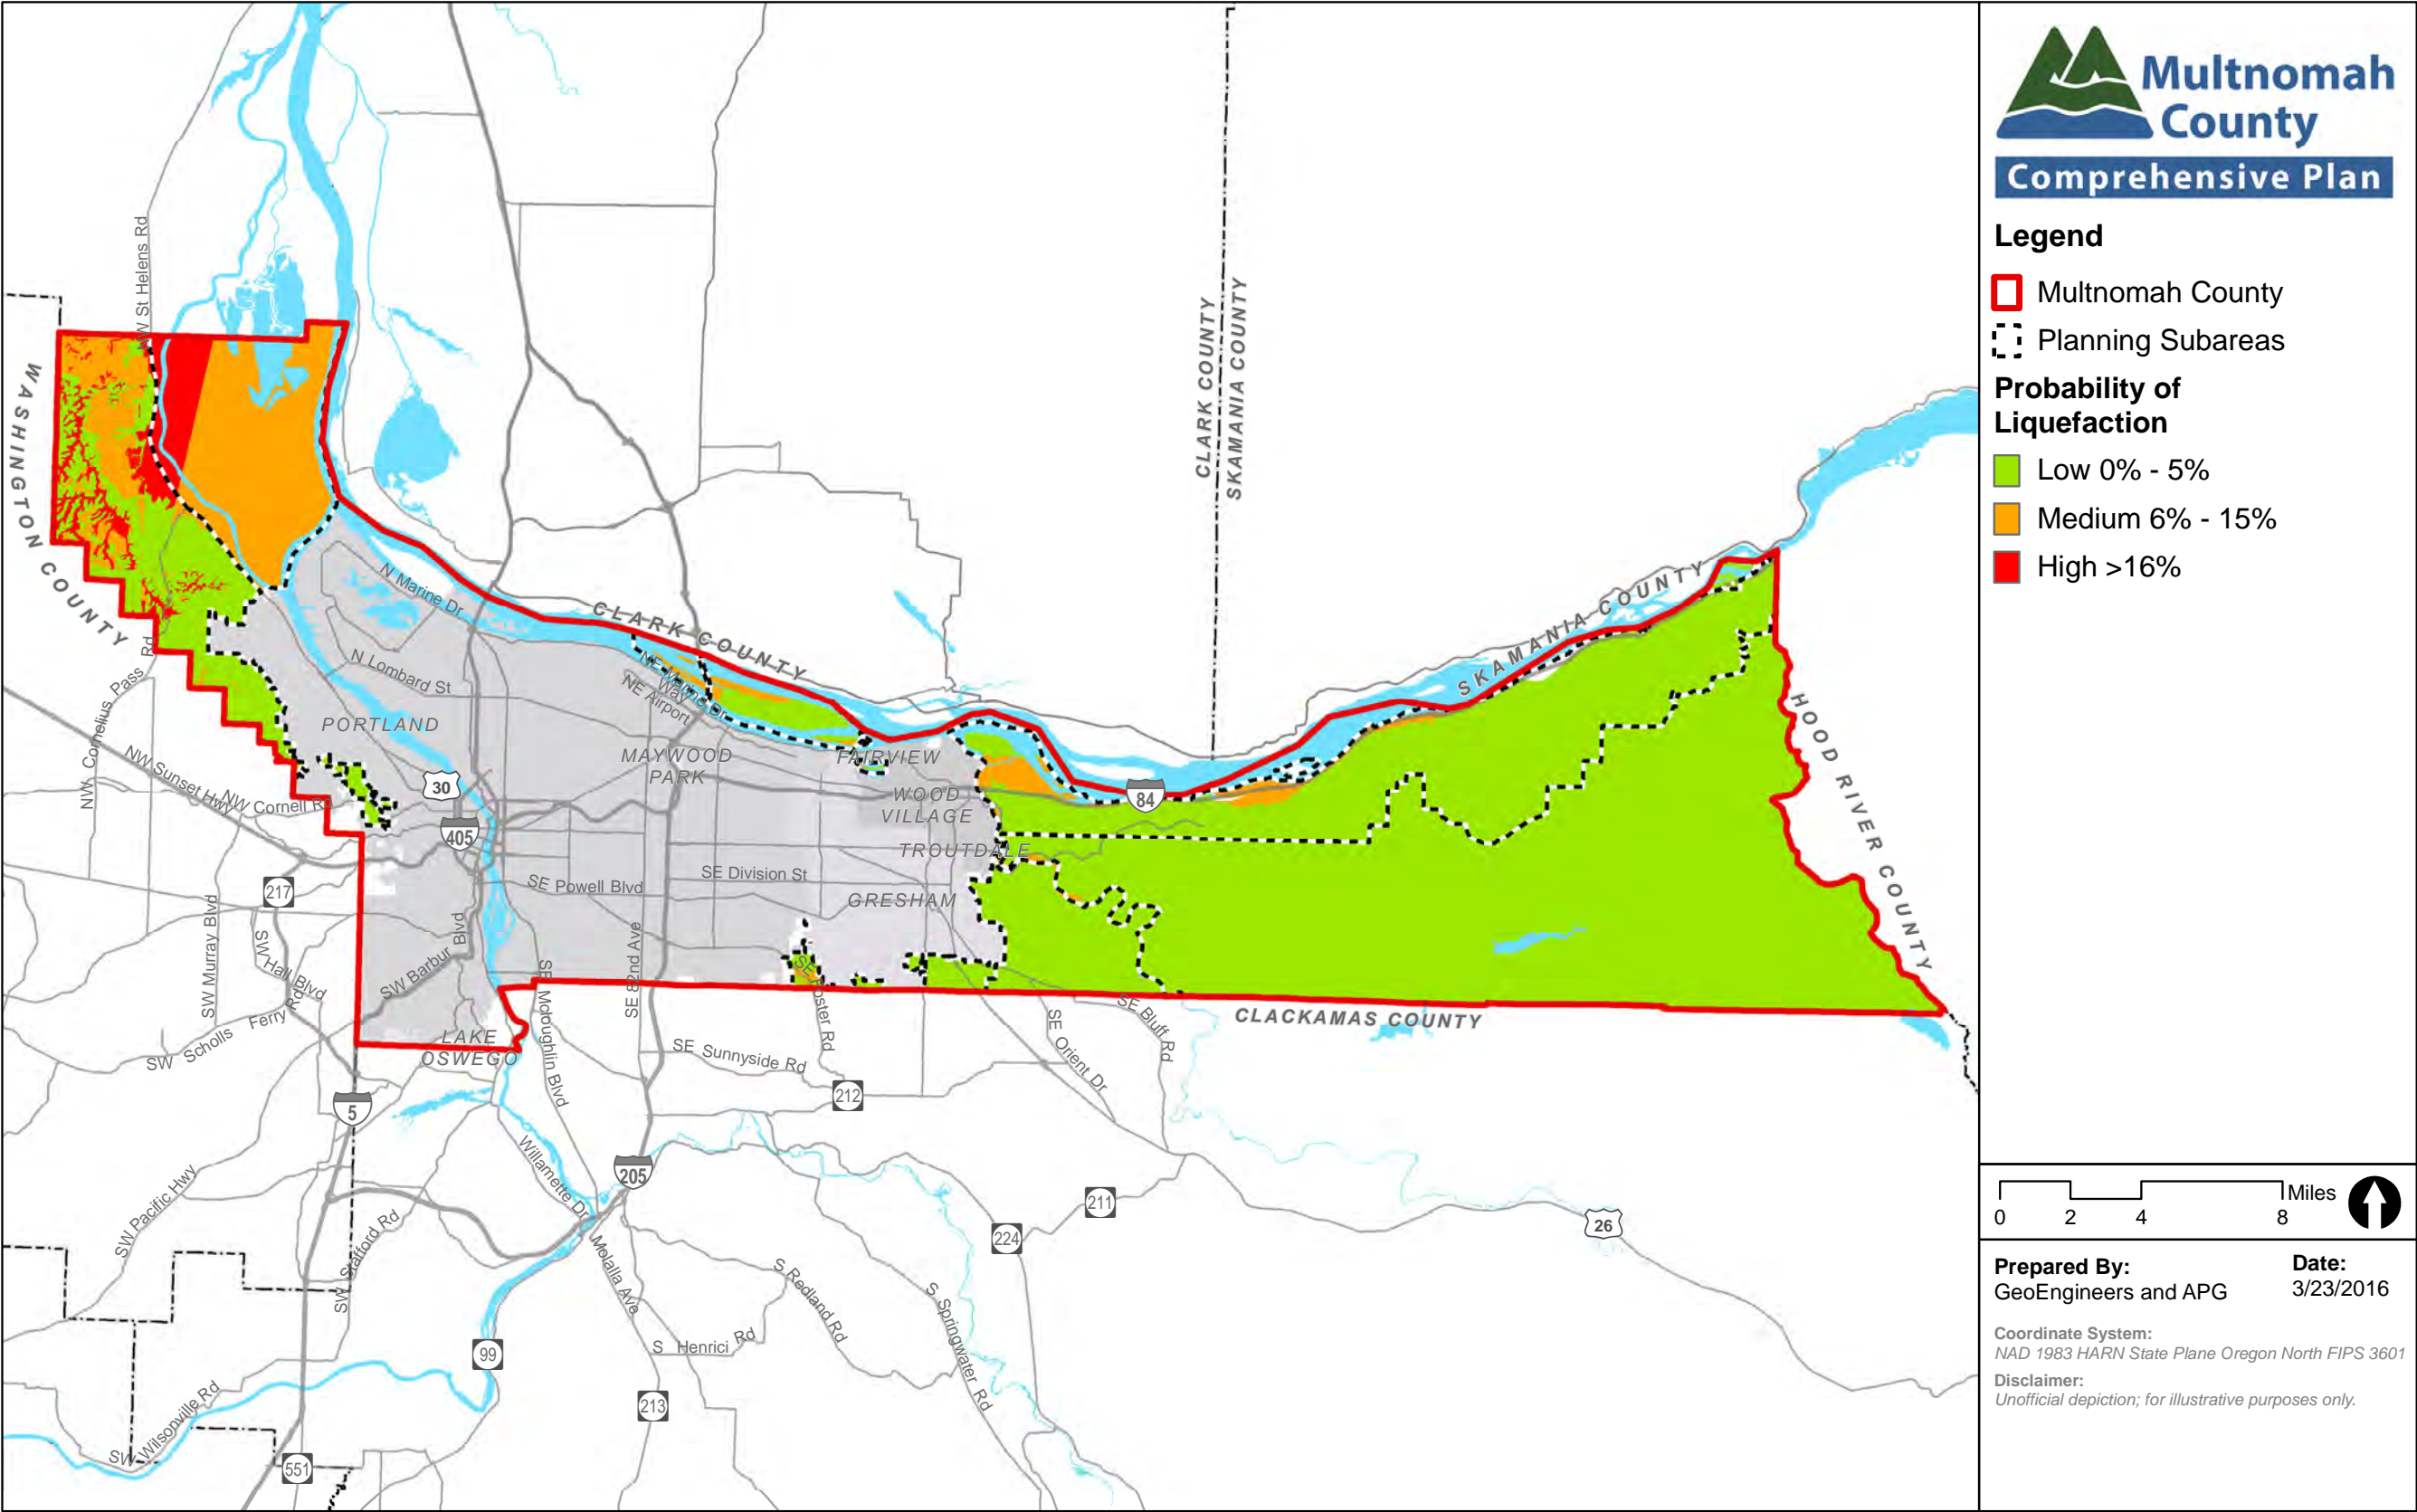 Multnomah
County
Comprehensive Plan
Legend
Multnomah County
Planning Subareas
Probability of
Liquefaction
Low 0% - 5%
Medium 6% - 15%
High >16%
Miles
0 2 4 8
Prepared By:
GeoEngineers and APG
Date:
3/23/2016
Coordinate System:
NAD 1983 HARN State Plane Oregon North FIPS 3601
Disclaimer:
Unofficial depiction; for illustrative purposes only.
NW St Helens Rd
WASHINGTON COUNTY
CLARK COUNTY
SKAMANIA COUNTY
N Marine Dr
CLARK COUNTY
SKAMANIA COUNTY
HOOD RIVER COUNTY
N Lombard St
NE Marine Dr
NE Airport Way
NW Cornelius Pass Rd
PORTLAND
MAYWOOD
PARK
FAIRVIEW
WOOD
VILLAGE
TROUTDALE
GRESHAM
NW Sunset Hwy
NW Cornell Rd
30
405
84
217
SE Powell Blvd
SE Division St
SW Murray Blvd
SW Hall Blvd
SW Barbur Blvd
SE 82nd Ave
SE Foster Rd
SE Mcloughlin Blvd
SW Scholls Ferry Rd
LAKE
OSWEGO
SE Sunnyside Rd
SE Orient Dr
SE Bluff Rd
CLACKAMAS COUNTY
5
212
205
Willamette Dr
SW Pacific Hwy
SW Stafford Rd
211
224
26
Molalla Ave
S Redland Rd
S Springwater Rd
S Henrici Rd
99
213
SW Wilsonville Rd
551